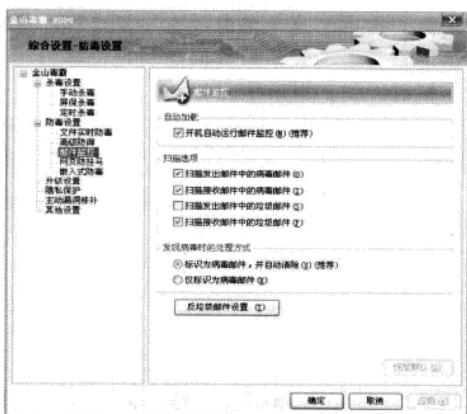 金山毒霸 2009
综合设置-防毒设置
金山毒霸
杀毒设置
手动杀毒
屏保杀毒
定时杀毒
防毒设置
文件实时防毒
高级防御
邮件监控
网页防挂马
嵌入式防毒
升级设置
隐私保护
主动漏洞修补
其他设置
邮件监控
自动加载
开机自动运行邮件监控(M)(推荐)
扫描选项
扫描发出邮件中的病毒邮件
扫描接收邮件中的病毒邮件
扫描发出邮件中的垃圾邮件
扫描接收邮件中的垃圾邮件
发现病毒时的处理方式
标识为病毒邮件，并自动清除(推荐)
仅标识为病毒邮件
反垃圾邮件设置
恢复默认
确定
取消
应用(A)